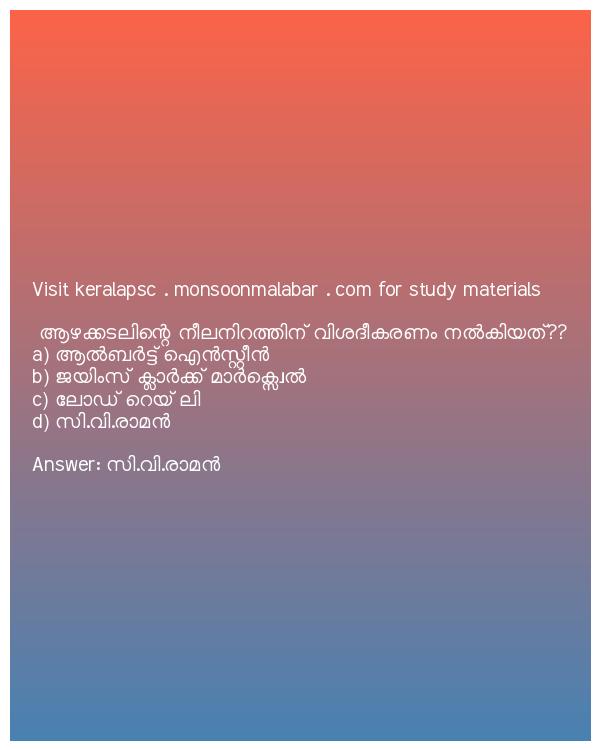 Visit keralapsc . monsoonmalabar . com for study materials
ആഴക്കടലിന്റെ നീലനിറത്തിന് വിശദീകരണം നൽകിയത്??
a) ആൽബർട്ട് ഐൻസ്റ്റീൻ
b) ജയിംസ് ക്ലാർക്ക് മാർക്സ്വെൽ
c) ലോഡ് റെയ് ലി
d) സി.വി.രാമൻ
Answer: സി.വി.രാമൻ